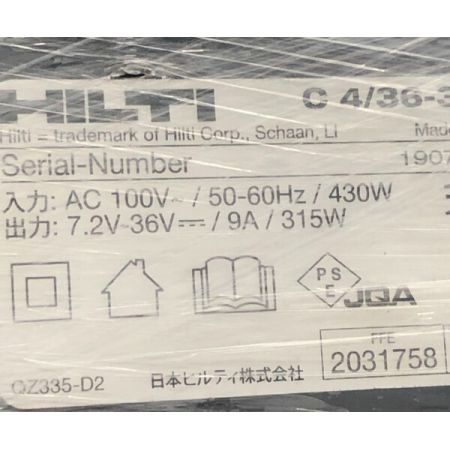 HILTI C 4/36-3
Hilti = trademark of Hilti Corp., Schaan, LI Made
Serial-Number 1907
入力: AC 100V~ / 50-60Hz / 430W
出力: 7.2V-36V⎓ / 9A / 315W
PS E JQA
FFE
2031758
QZ335-D2 日本ヒルティ株式会社